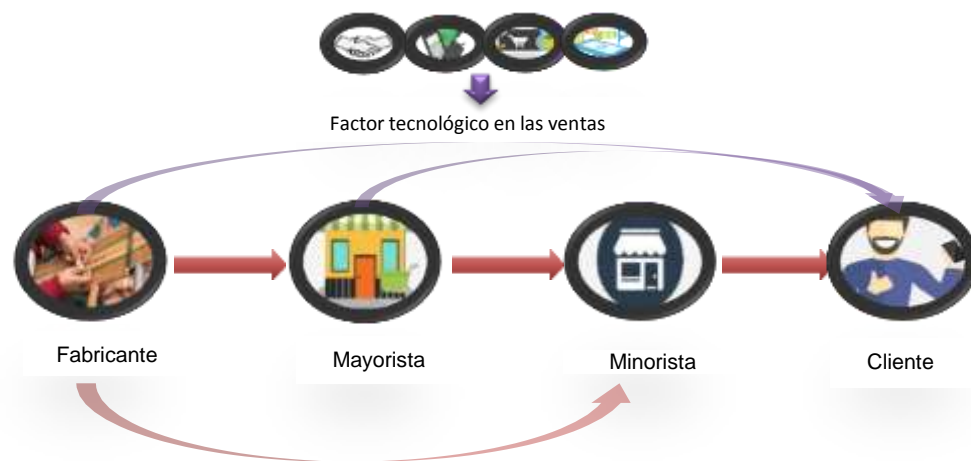 Factor tecnológico en las ventas
Fabricante
Mayorista
Minorista
Cliente